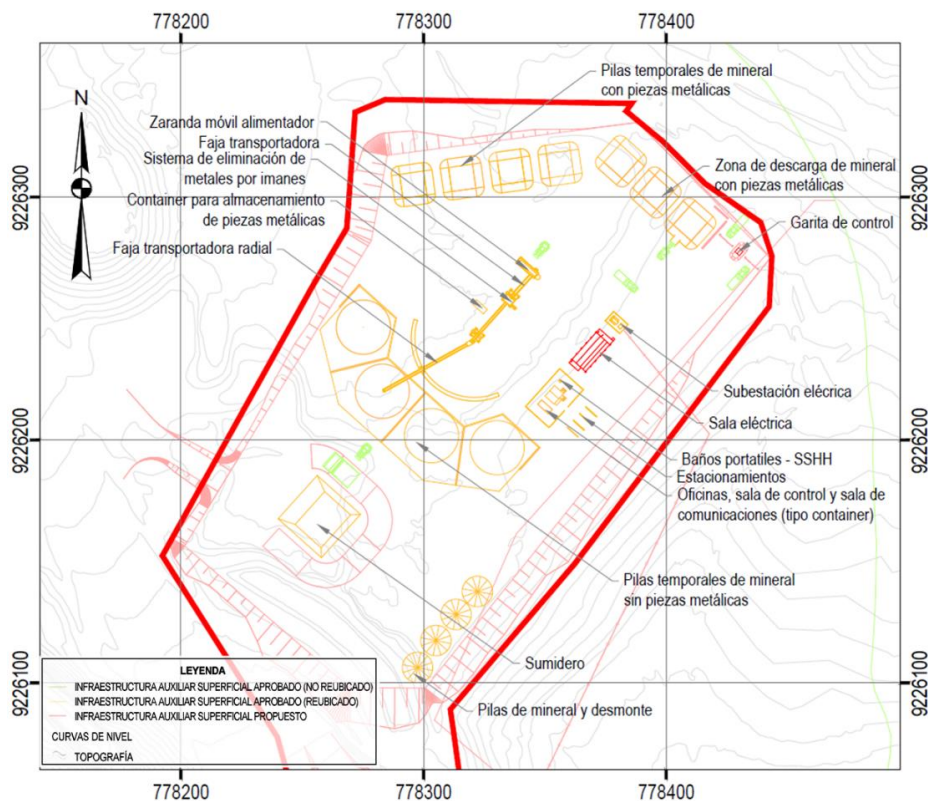 778200
778300
778400
Pilas temporales de mineral
con piezas metálicas
N
Zaranda móvil alimentador
Faja transportadora
Sistema de eliminación de
metales por imanes
Container para almacenamiento
de piezas metálicas
Faja transportadora radial
Zona de descarga de mineral
con piezas metálicas
Garita de control
9226300
9226300
Subestación elécrica
Sala eléctrica
9226200
9226200
Baños portatiles - SSHH
Estacionamientos
Oficinas, sala de control y sala de
comunicaciones (tipo container)
Pilas temporales de mineral
sin piezas metálicas
Sumidero
Pilas de mineral y desmonte
9226100
9226100
LEYENDA
INFRAESTRUCTURA AUXILIAR SUPERFICIAL APROBADO (NO REUBICADO)
INFRAESTRUCTURA AUXILIAR SUPERFICIAL APROBADO (REUBICADO)
INFRAESTRUCTURA AUXILIAR SUPERFICIAL PROPUESTO
CURVAS DE NIVEL
TOPOGRAFÍA
778200
778300
778400